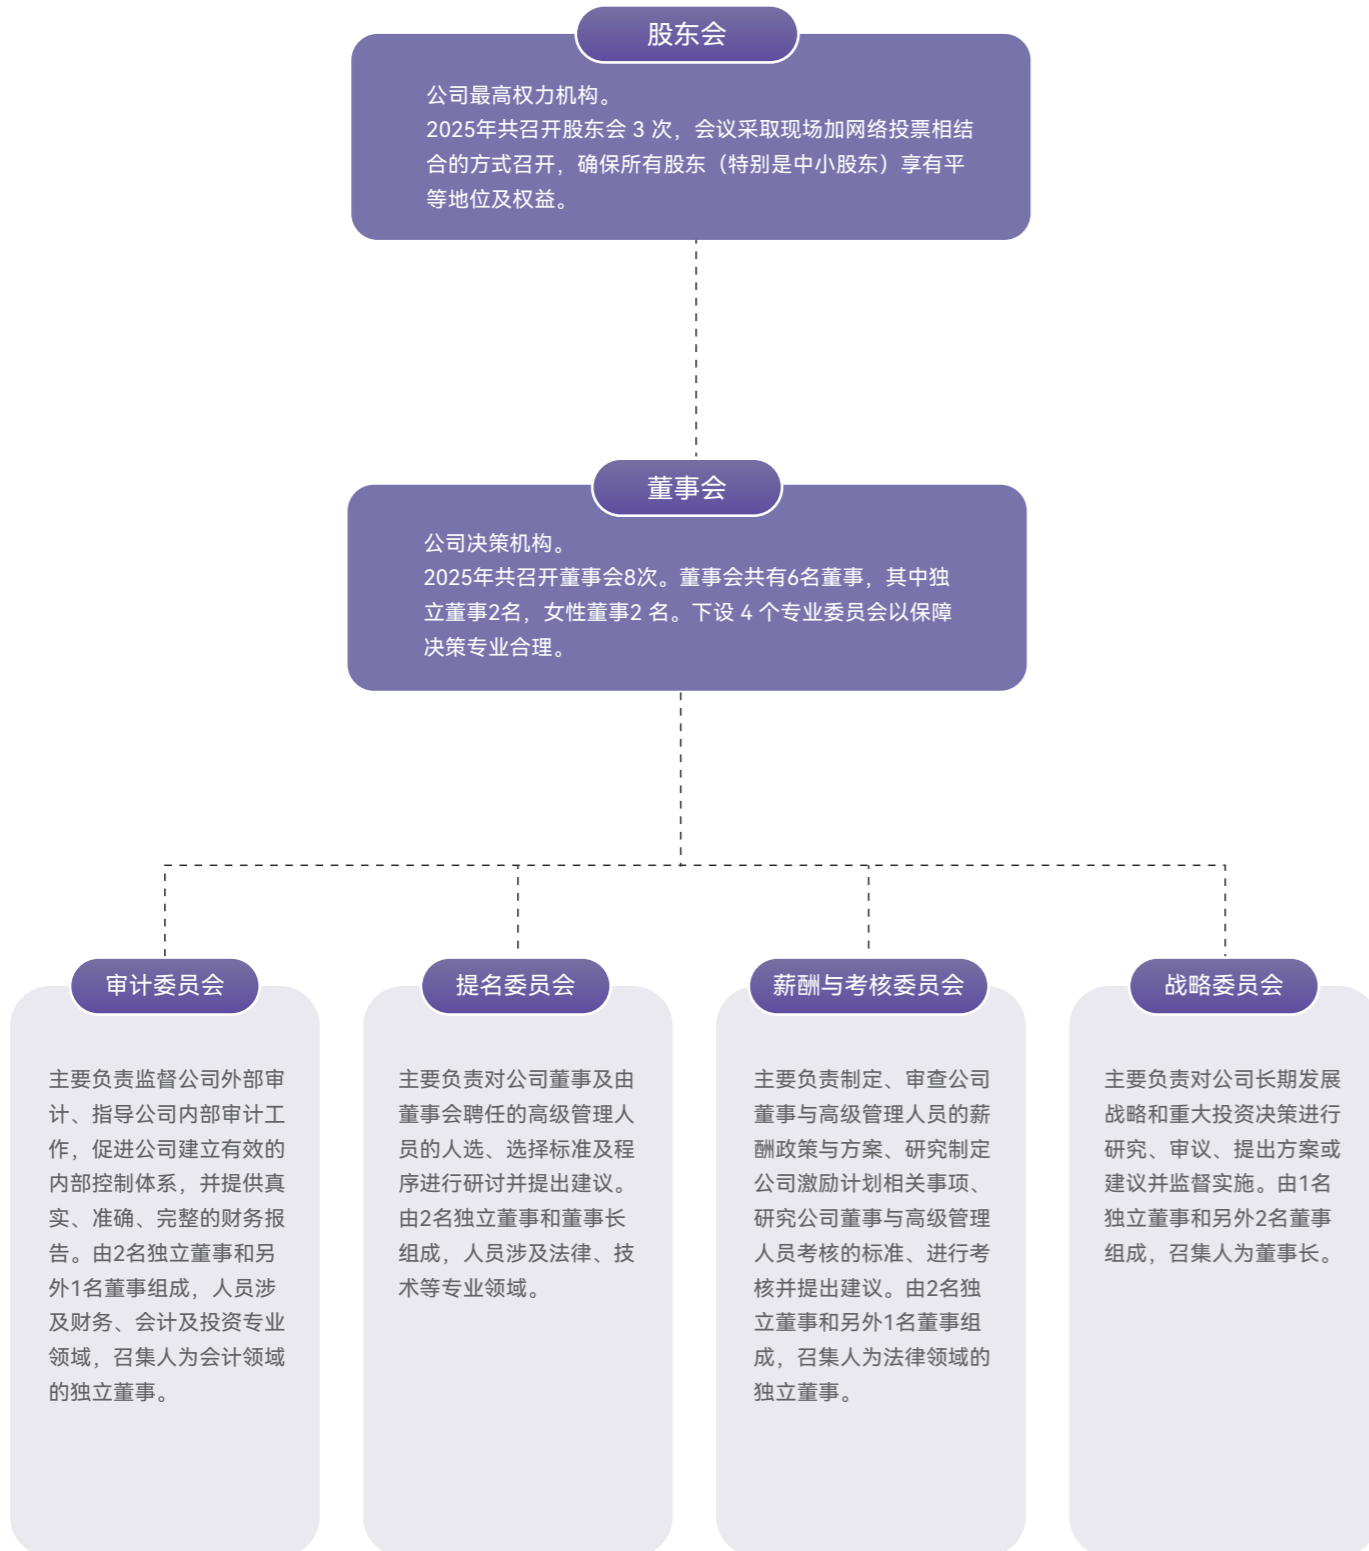 股东会
公司最高权力机构。
2025年共召开股东会 3 次，会议采取现场加网络投票相结
合的方式召开，确保所有股东（特别是中小股东）享有平
等地位及权益。
董事会
公司决策机构。
2025年共召开董事会8次。董事会共有6名董事，其中独
立董事2名，女性董事2 名。下设 4 个专业委员会以保障
决策专业合理。
审计委员会
主要负责监督公司外部审
计、指导公司内部审计工
作，促进公司建立有效的
内部控制体系，并提供真
实、准确、完整的财务报
告。由2名独立董事和另
外1名董事组成，人员涉
及财务、会计及投资专业
领域，召集人为会计领域
的独立董事。
提名委员会
主要负责对公司董事及由
董事会聘任的高级管理人
员的人选、选择标准及程
序进行研讨并提出建议。
由2名独立董事和董事长
组成，人员涉及法律、技
术等专业领域。
薪酬与考核委员会
主要负责制定、审查公司
董事与高级管理人员的薪
酬政策与方案、研究制定
公司激励计划相关事项、
研究公司董事与高级管理
人员考核的标准、进行考
核并提出建议。由2名独
立董事和另外1名董事组
成，召集人为法律领域的
独立董事。
战略委员会
主要负责对公司长期发展
战略和重大投资决策进行
研究、审议、提出方案或
建议并监督实施。由1名
独立董事和另外2名董事
组成，召集人为董事长。